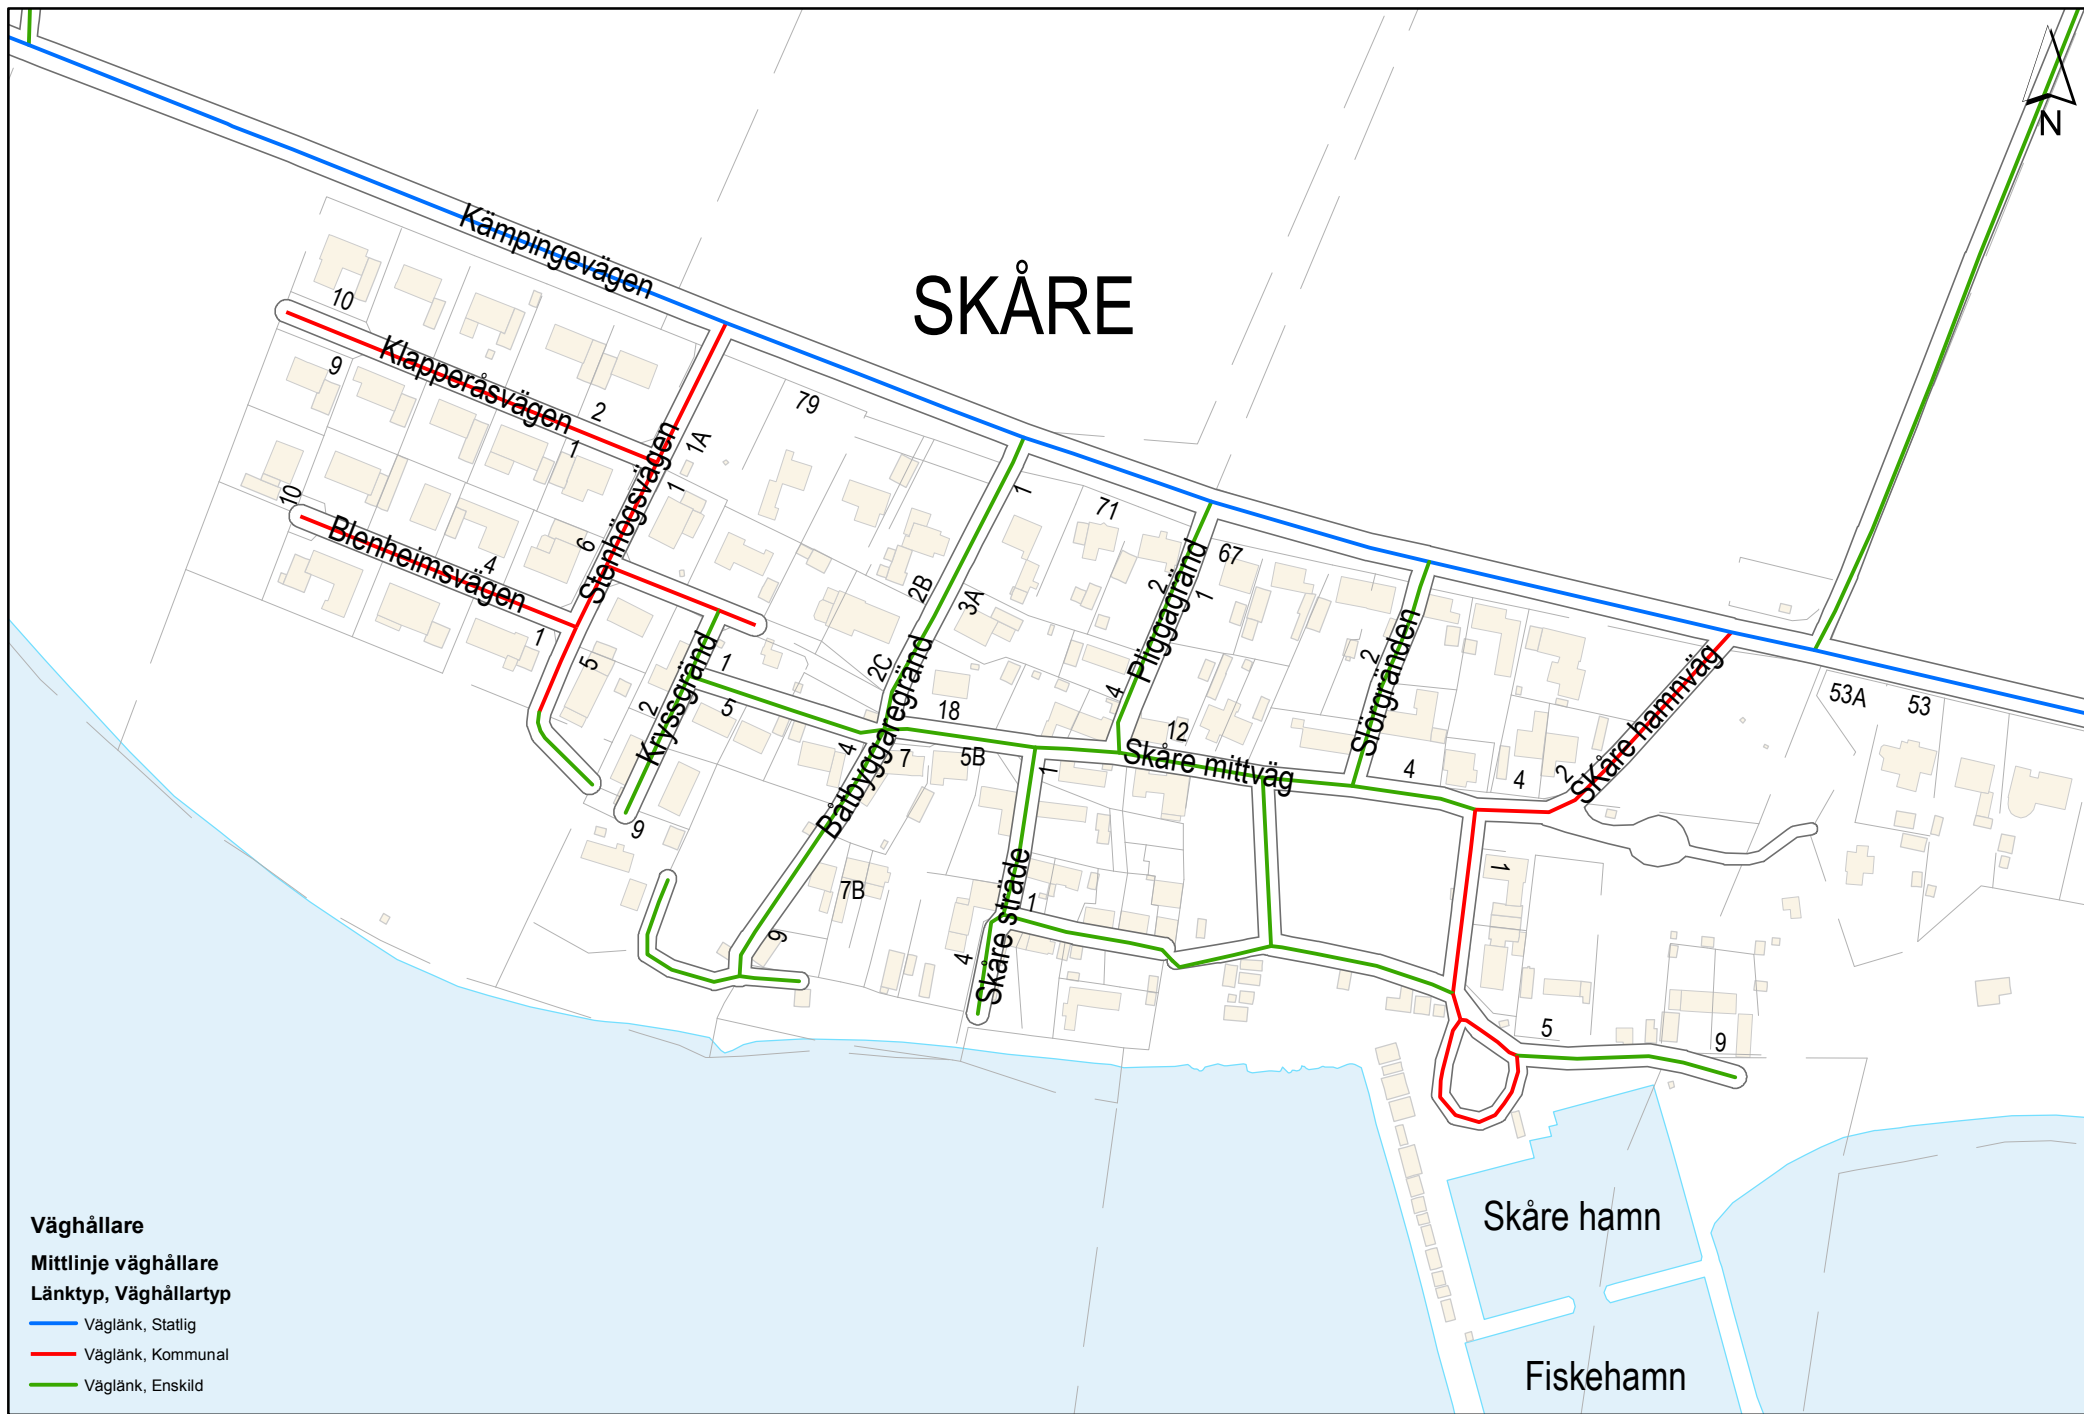 N
Kämpingevägen
SKÅRE
10
Klapperåsvägen
9
2
1
79
1A
1
Stenhögsvägen
10
Blenheimsvägen
4
6
1
5
1
71
2B
3A
2C
67
2
1
Pliggagränd
4
Kryssgränd
1
2
5
9
Båtbyggaregränd
18
4
7
5B
1
12
Skåre mittväg
2
Slörgränden
4
4
2
SKåre hamnväg
53A
53
7B
9
Skåre sträde
1
4
1
5
9
Skåre hamn
Fiskehamn
Väghållare
Mittlinje väghållare
Länktyp, Väghållartyp
Väglänk, Statlig
Väglänk, Kommunal
Väglänk, Enskild